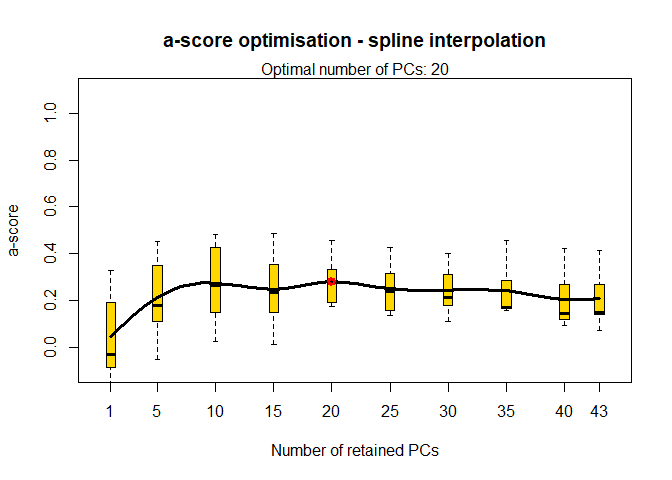 a-score optimisation - spline interpolation
Optimal number of PCs: 20
a-score
1.0
0.8
0.6
0.4
0.2
0.0
1 5 10 15 20 25 30 35 40 43
Number of retained PCs